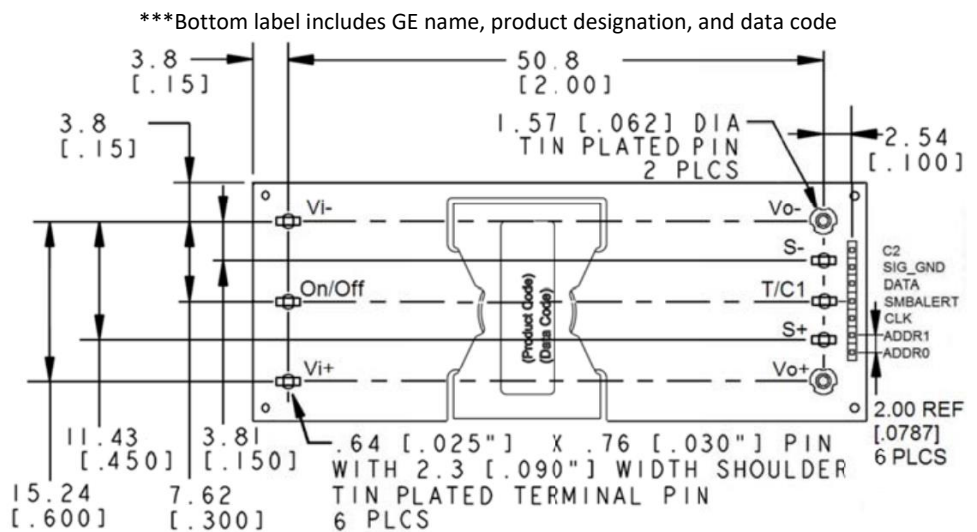 ***Bottom label includes GE name, product designation, and data code
3.8
[.15]
50.8
[2.00]
3.8
[.15]
1.57 [.062] DIA
TIN PLATED PIN
2 PLCS
2.54
[.100]
Vi-
Vo-
S-
C2
SIG_GND
DATA
On/Off
T/C1
SMBALERT
CLK
(Product Code)
(Data Code)
S+
ADDR1
ADDR0
Vi+
Vo+
2.00 REF
[.0787]
6 PLCS
11.43
[.450]
3.81
[.150]
.64 [.025"] X .76 [.030"] PIN
WITH 2.3 [.090"] WIDTH SHOULDER
TIN PLATED TERMINAL PIN
6 PLCS
15.24
[.600]
7.62
[.300]